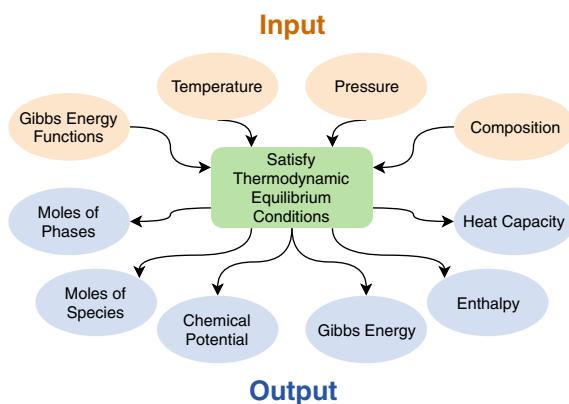 Input
Temperature
Pressure
Gibbs Energy
Functions
Composition
Satisfy
Thermodynamic
Equilibrium
Conditions
Moles of
Phases
Heat Capacity
Moles of
Species
Chemical
Potential
Gibbs Energy
Enthalpy
Output